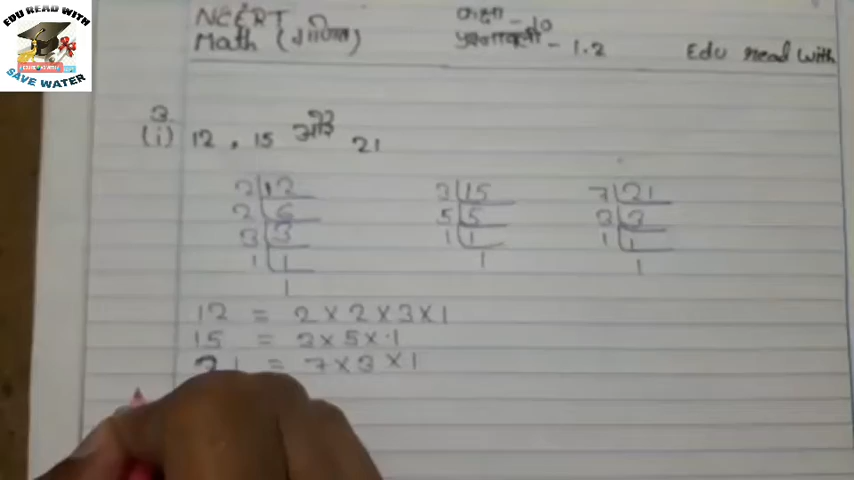 EDU READ WITH
SAVE WATER
NCERT
Math (गणित)
कक्षा - 10
प्रश्नावली - 1.2
Edu read with
3.
(i) 12, 15 और 21
2 12
2 6
3 3
1 1
1
3 15
5 5
1 1
1
7 21
3 3
1 1
1
12 = 2 × 2 × 3 × 1
15 = 3 × 5 × 1
21 = 7 × 3 × 1